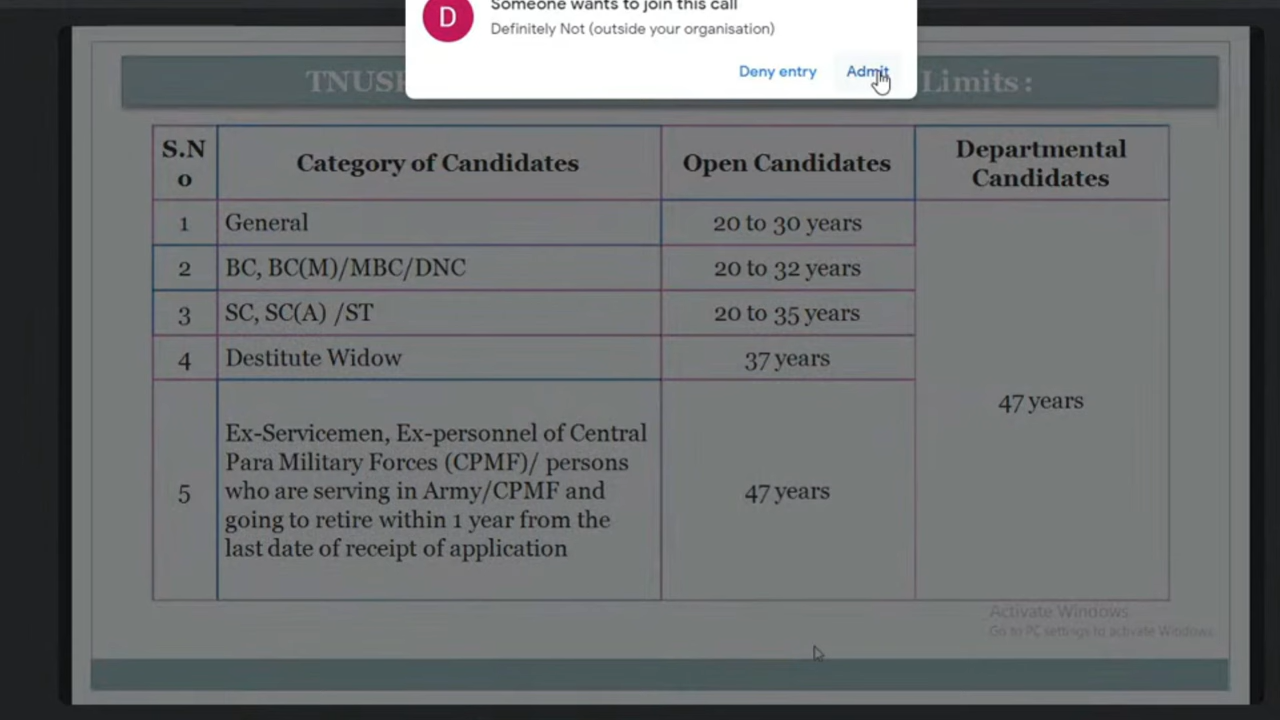 Someone wants to join this call
D
Definitely Not (outside your organisation)
Deny entry
Admit
Limits :
S.N
o
Category of Candidates
Open Candidates
Departmental
Candidates
1
General
20 to 30 years
2
BC, BC(M)/MBC/DNC
20 to 32 years
3
SC, SC(A) /ST
20 to 35 years
4
Destitute Widow
37 years
47 years
5
Ex-Servicemen, Ex-personnel of Central
Para Military Forces (CPMF)/ persons
who are serving in Army/CPMF and
going to retire within 1 year from the
last date of receipt of application
47 years
Activate Windows
Go to PC settings to activate Windows.